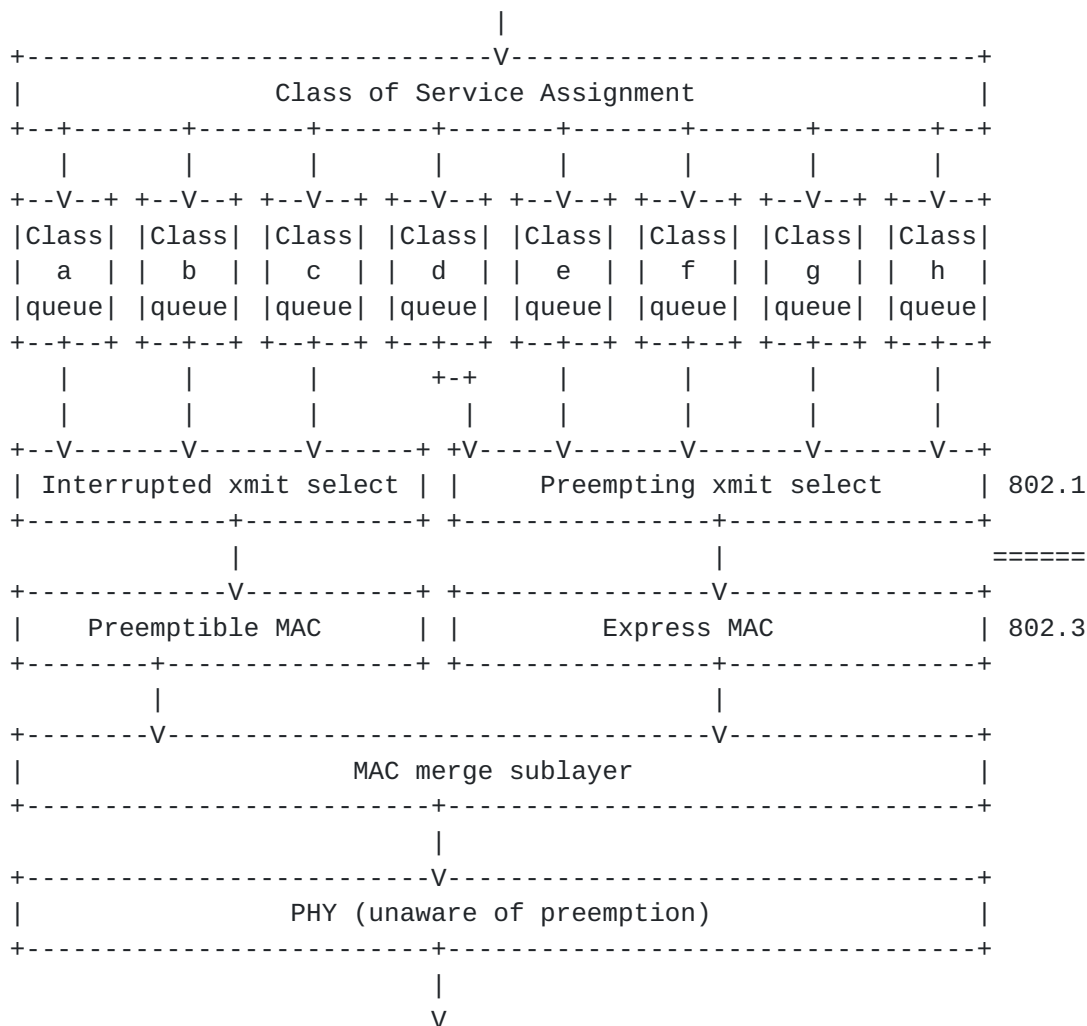 Class of Service Assignment
|Class| |Class| |Class| |Class| |Class| |Class| |Class| |Class|
| a | | b | | c | | d | | e | | f | | g | | h |
|queue| |queue| |queue| |queue| |queue| |queue| |queue| |queue|
| Interrupted xmit select | | Preempting xmit select | 802.1
======
| Preemptible MAC | | Express MAC | 802.3
MAC merge sublayer
PHY (unaware of preemption)